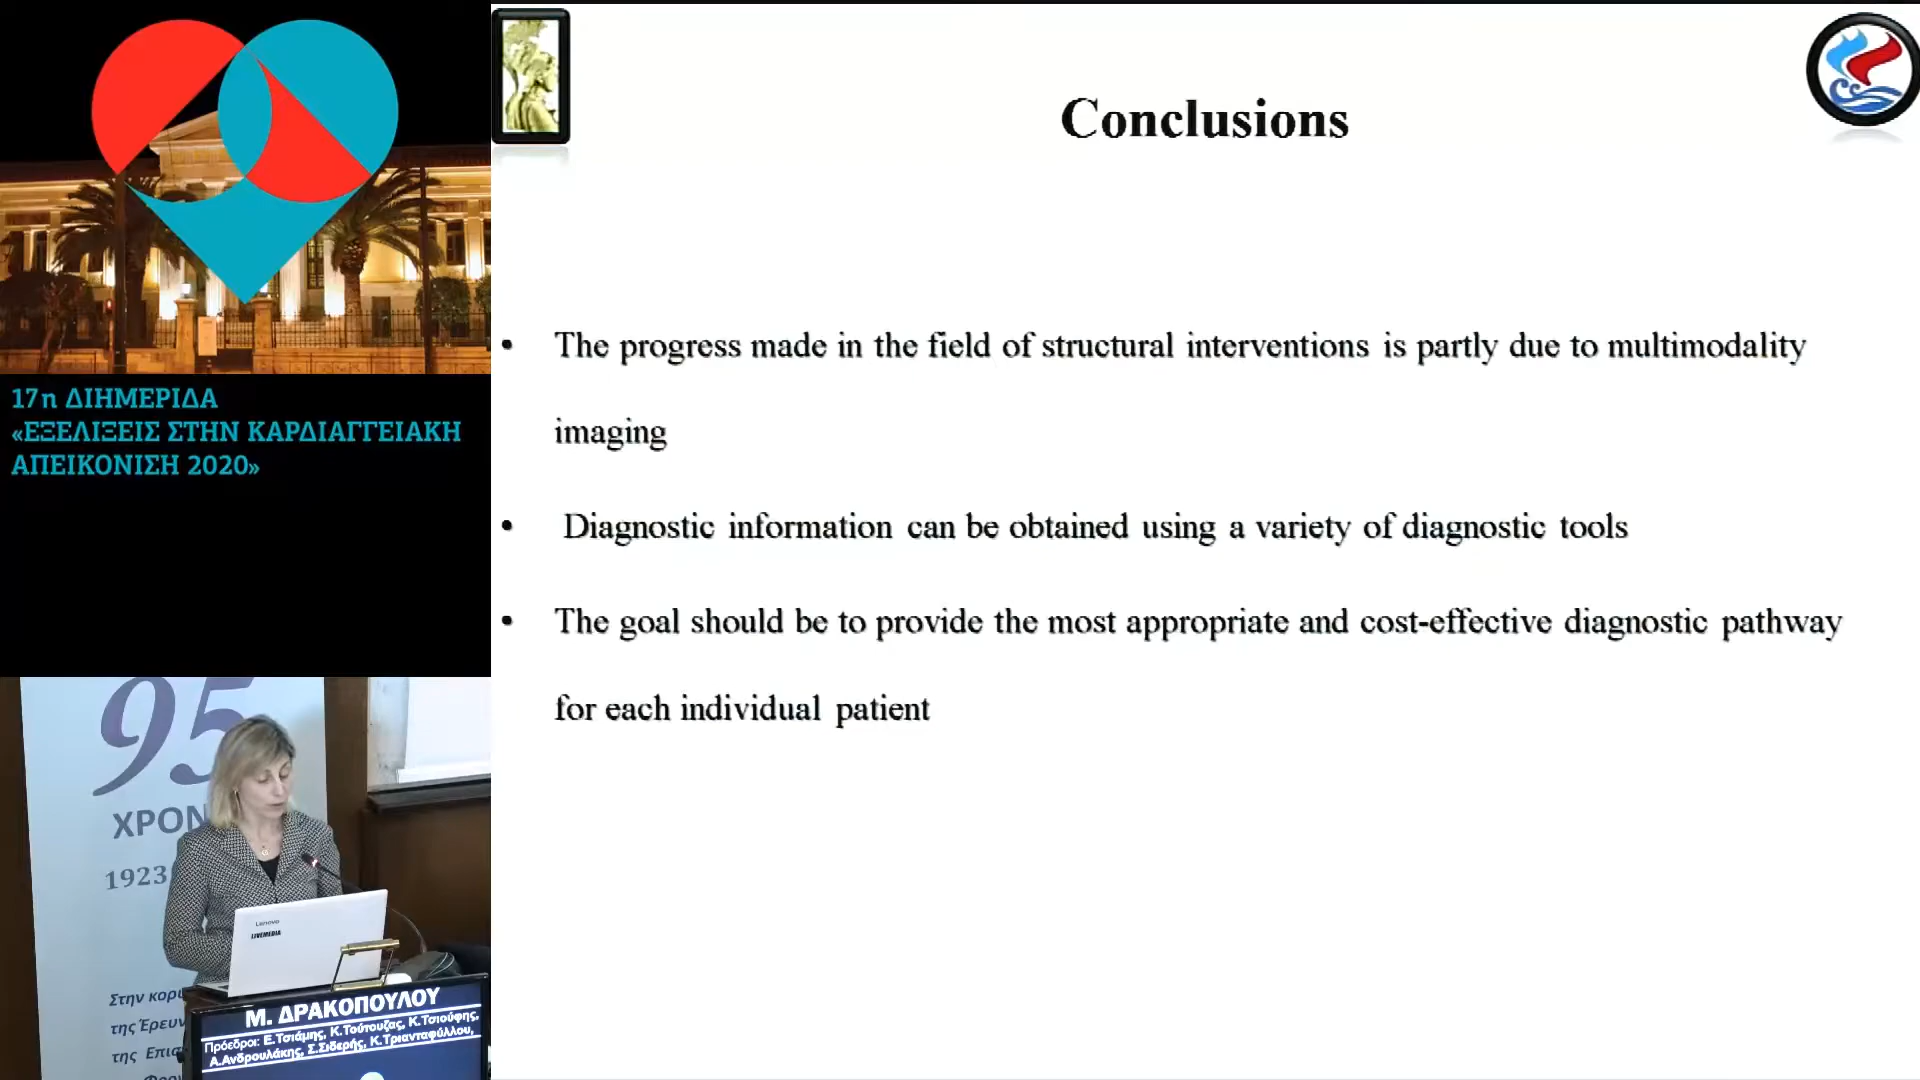 17η ΔΙΗΜΕΡΙΔΑ
«ΕΞΕΛΙΞΕΙΣ ΣΤΗΝ ΚΑΡΔΙΑΓΓΕΙΑΚΗ
ΑΠΕΙΚΟΝΙΣΗ 2020»
Conclusions
• The progress made in the field of structural interventions is partly due to multimodality
imaging
• Diagnostic information can be obtained using a variety of diagnostic tools
• The goal should be to provide the most appropriate and cost-effective diagnostic pathway
for each individual patient
95
ΧΡΟΝ
1923
Στην κορυ
της Έρευν
της Επισ
Lenovo
LIVEMEDIA
Μ. ΔΡΑΚΟΠΟΥΛΟΥ
Πρόεδροι: Ε.Τσιάμης, Κ.Τούτουζας, Κ.Τσιούφης,
Α.Ανδρουλάκης, Σ.Σιδερής, Κ.Τριανταφύλλου,